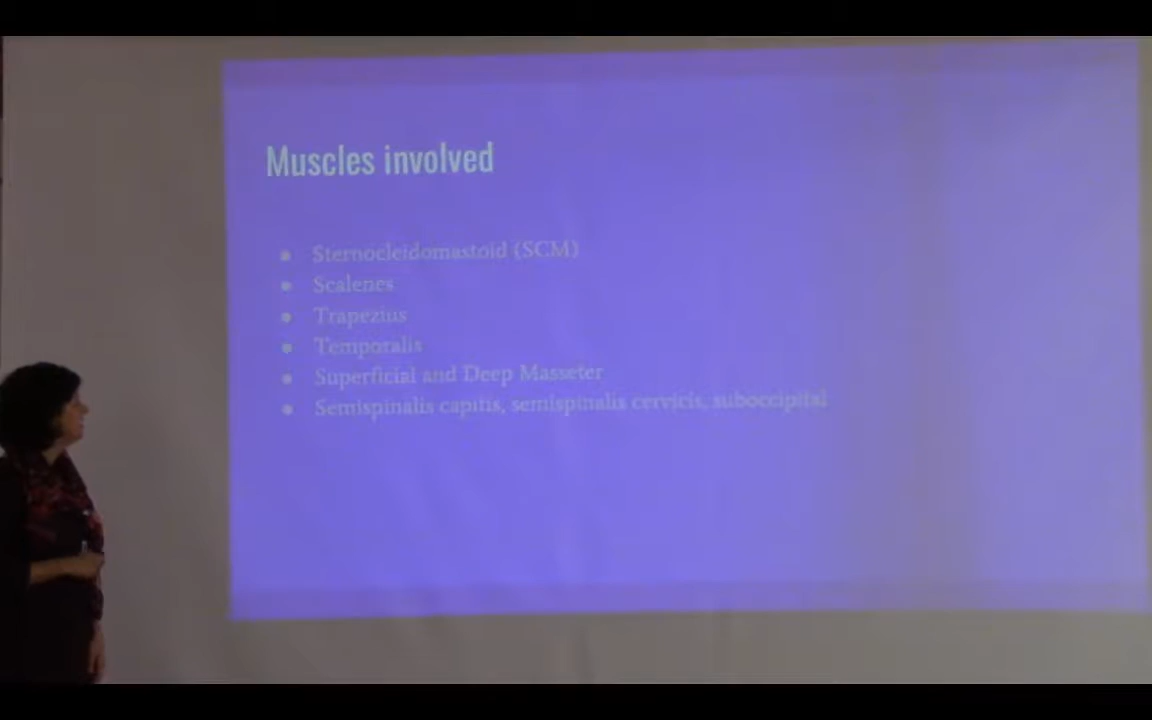 Muscles involved
● Sternocleidomastoid (SCM)
● Scalenes
● Trapezius
● Temporalis
● Superficial and Deep Masseter
● Semispinalis capitis, semispinalis cervicis, suboccipital